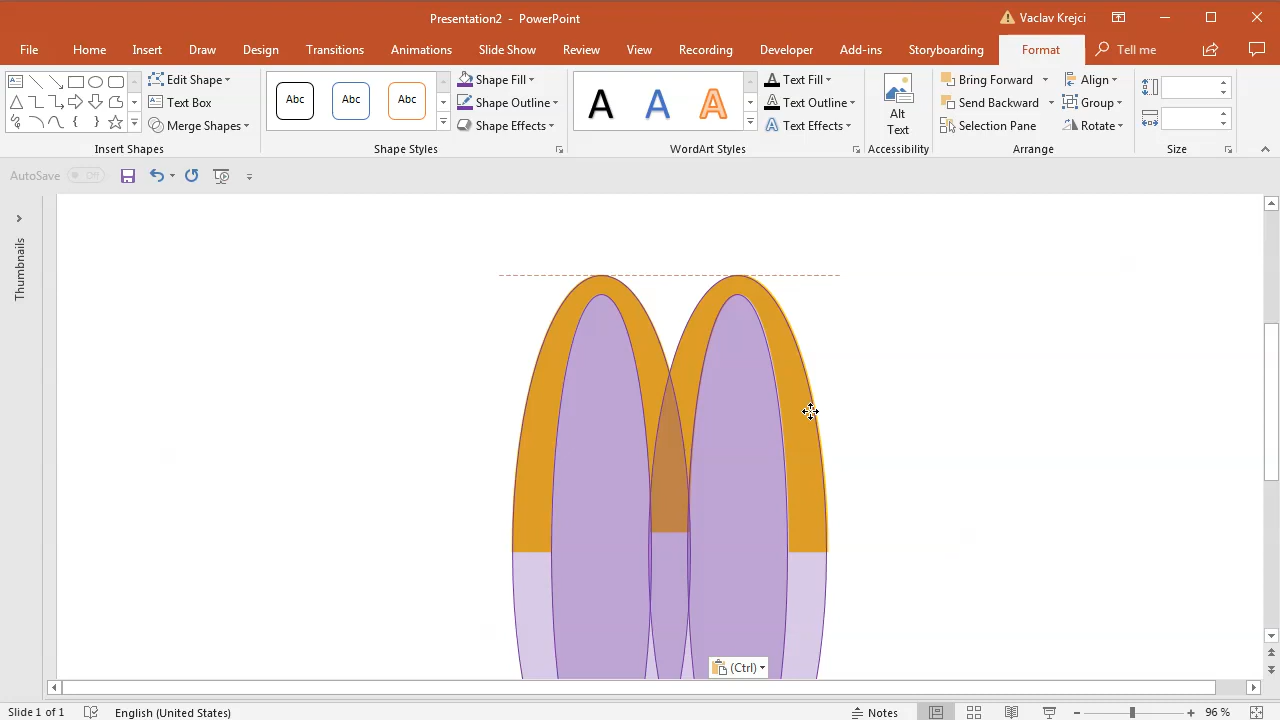 Presentation2 - PowerPoint
Vaclav Krejci
File Home Insert Draw Design Transitions Animations Slide Show Review View Recording Developer Add-ins Storyboarding Format Tell me
Edit Shape
Text Box
Merge Shapes
Insert Shapes
Abc Abc Abc
Shape Fill
Shape Outline
Shape Effects
Shape Styles
A A A
Text Fill
Text Outline
Text Effects
WordArt Styles
Alt
Text
Accessibility
Bring Forward
Send Backward
Selection Pane
Align
Group
Rotate
Arrange
Size
AutoSave Off
Thumbnails
(Ctrl)
Slide 1 of 1 English (United States) Notes 96 %